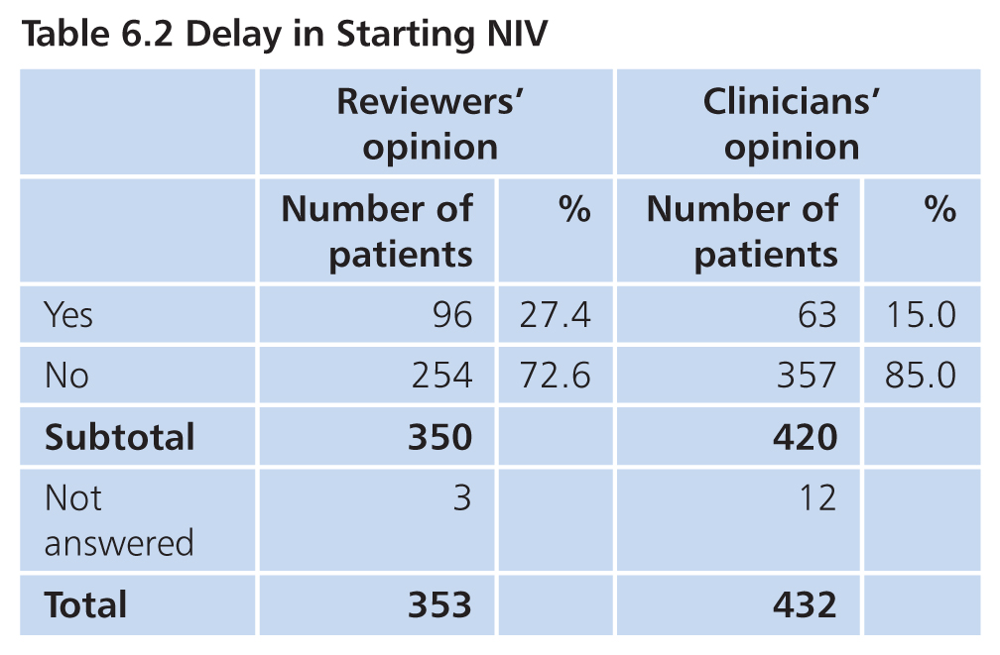 Table 6.2 Delay in Starting NIV
Reviewers’ Clinicians’
opinion opinion
Number of % Number of %
patients patients
Yes 96 27.4 63 15.0
No 254 72.6 357 85.0
Subtotal 350 420
Not 3 12
answered
Total 353 432